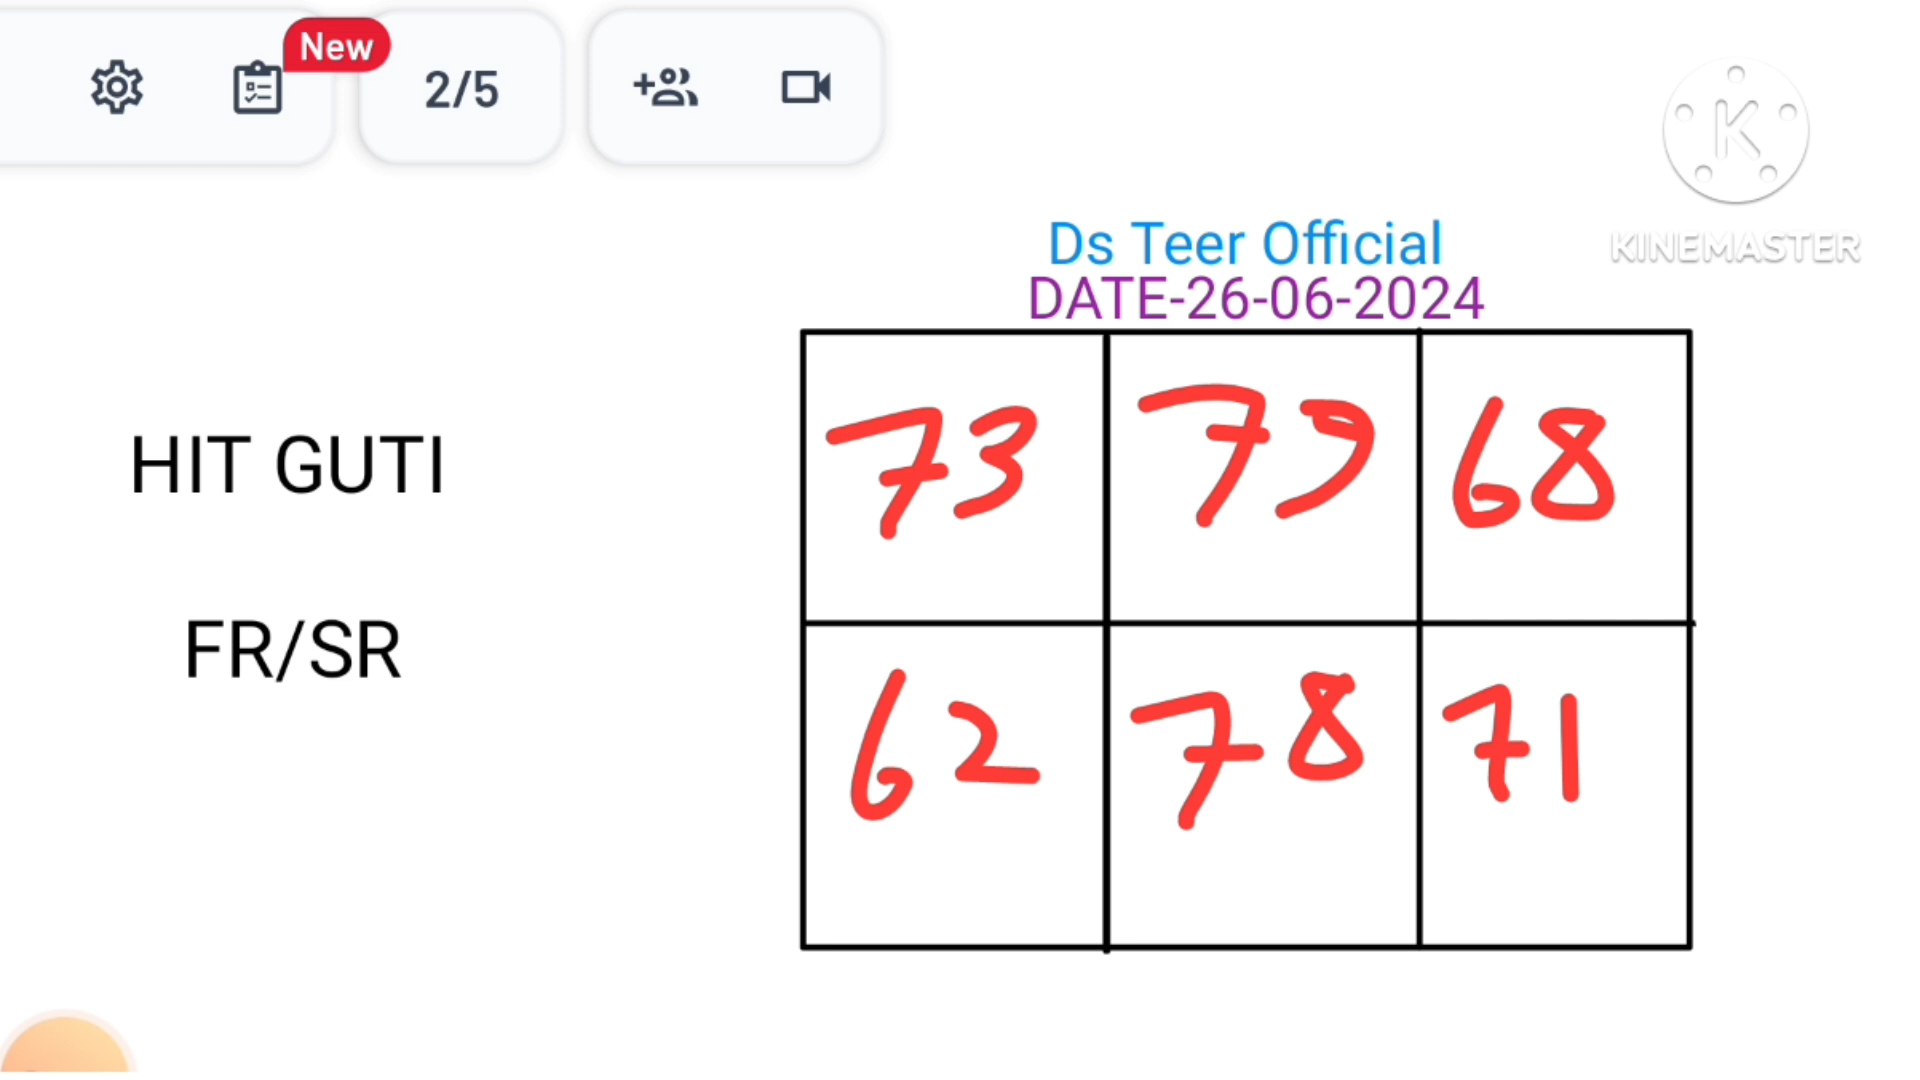 New
2/5
K
KINEMASTER
Ds Teer Official
DATE-26-06-2024
HIT GUTI
FR/SR
73 79 68
62 78 71